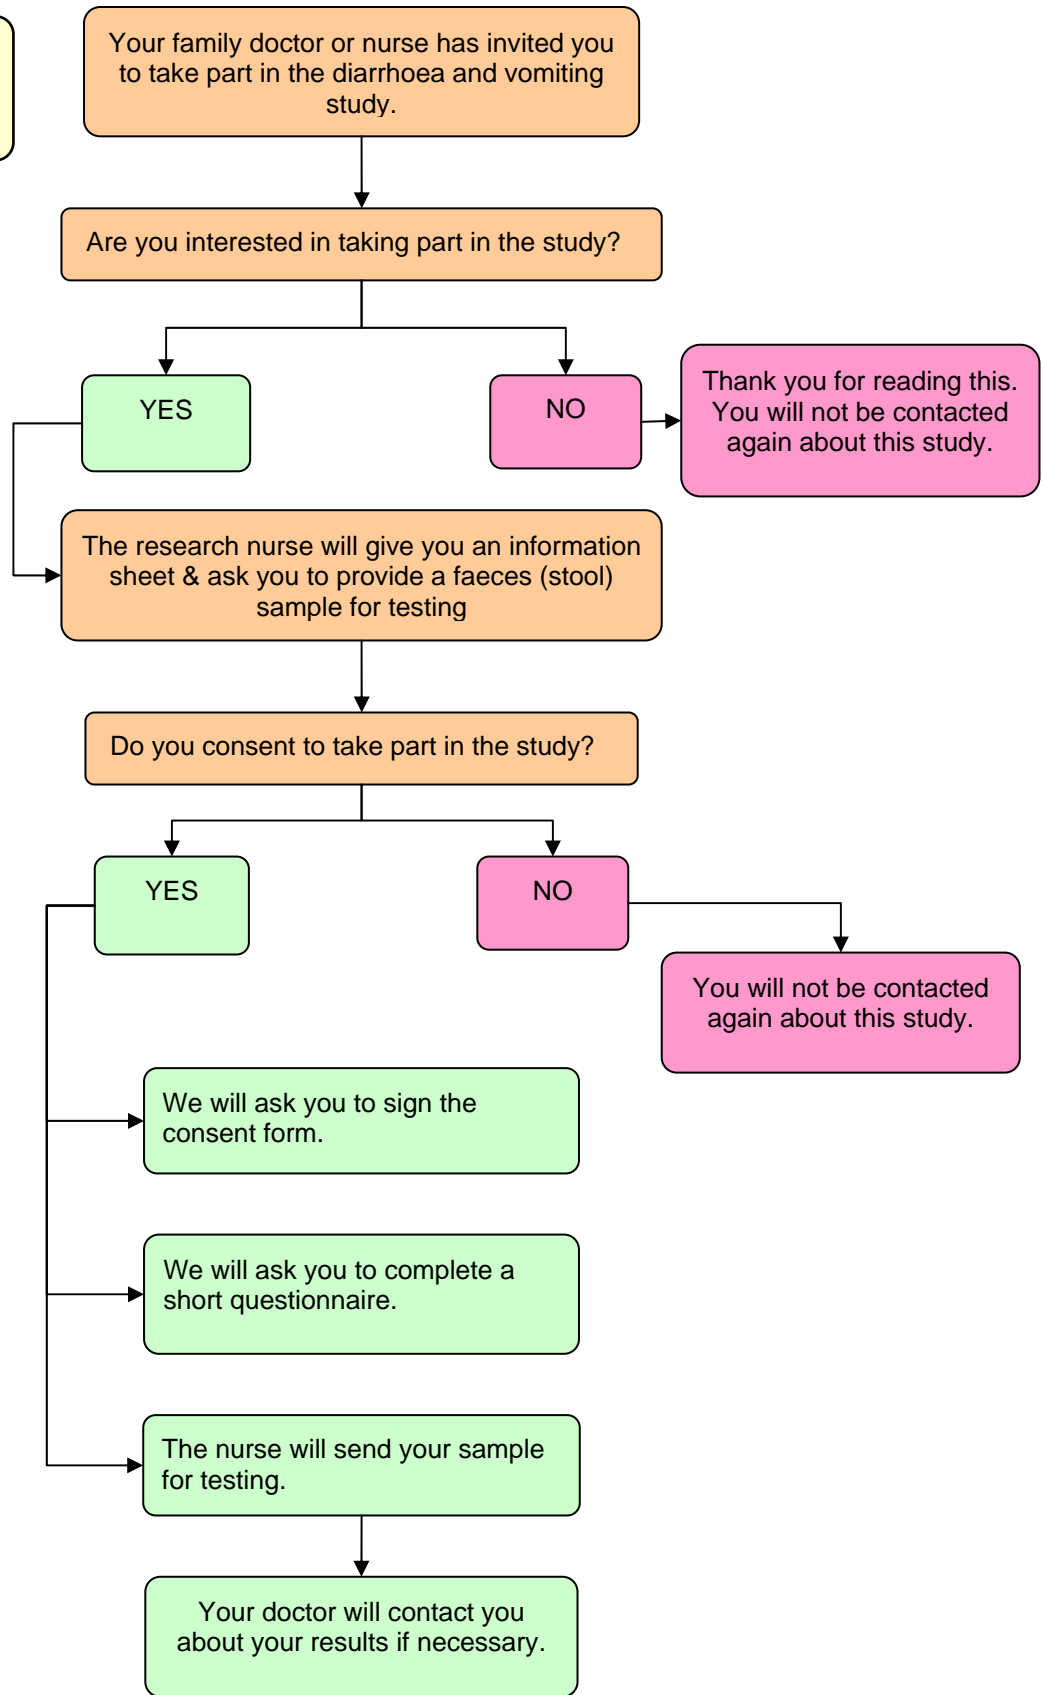 Your family doctor or nurse has invited you
to take part in the diarrhoea and vomiting
study.
Are you interested in taking part in the study?
YES
NO
Thank you for reading this.
You will not be contacted
again about this study.
The research nurse will give you an information
sheet & ask you to provide a faeces (stool)
sample for testing
Do you consent to take part in the study?
YES
NO
You will not be contacted
again about this study.
We will ask you to sign the
consent form.
We will ask you to complete a
short questionnaire.
The nurse will send your sample
for testing.
Your doctor will contact you
about your results if necessary.